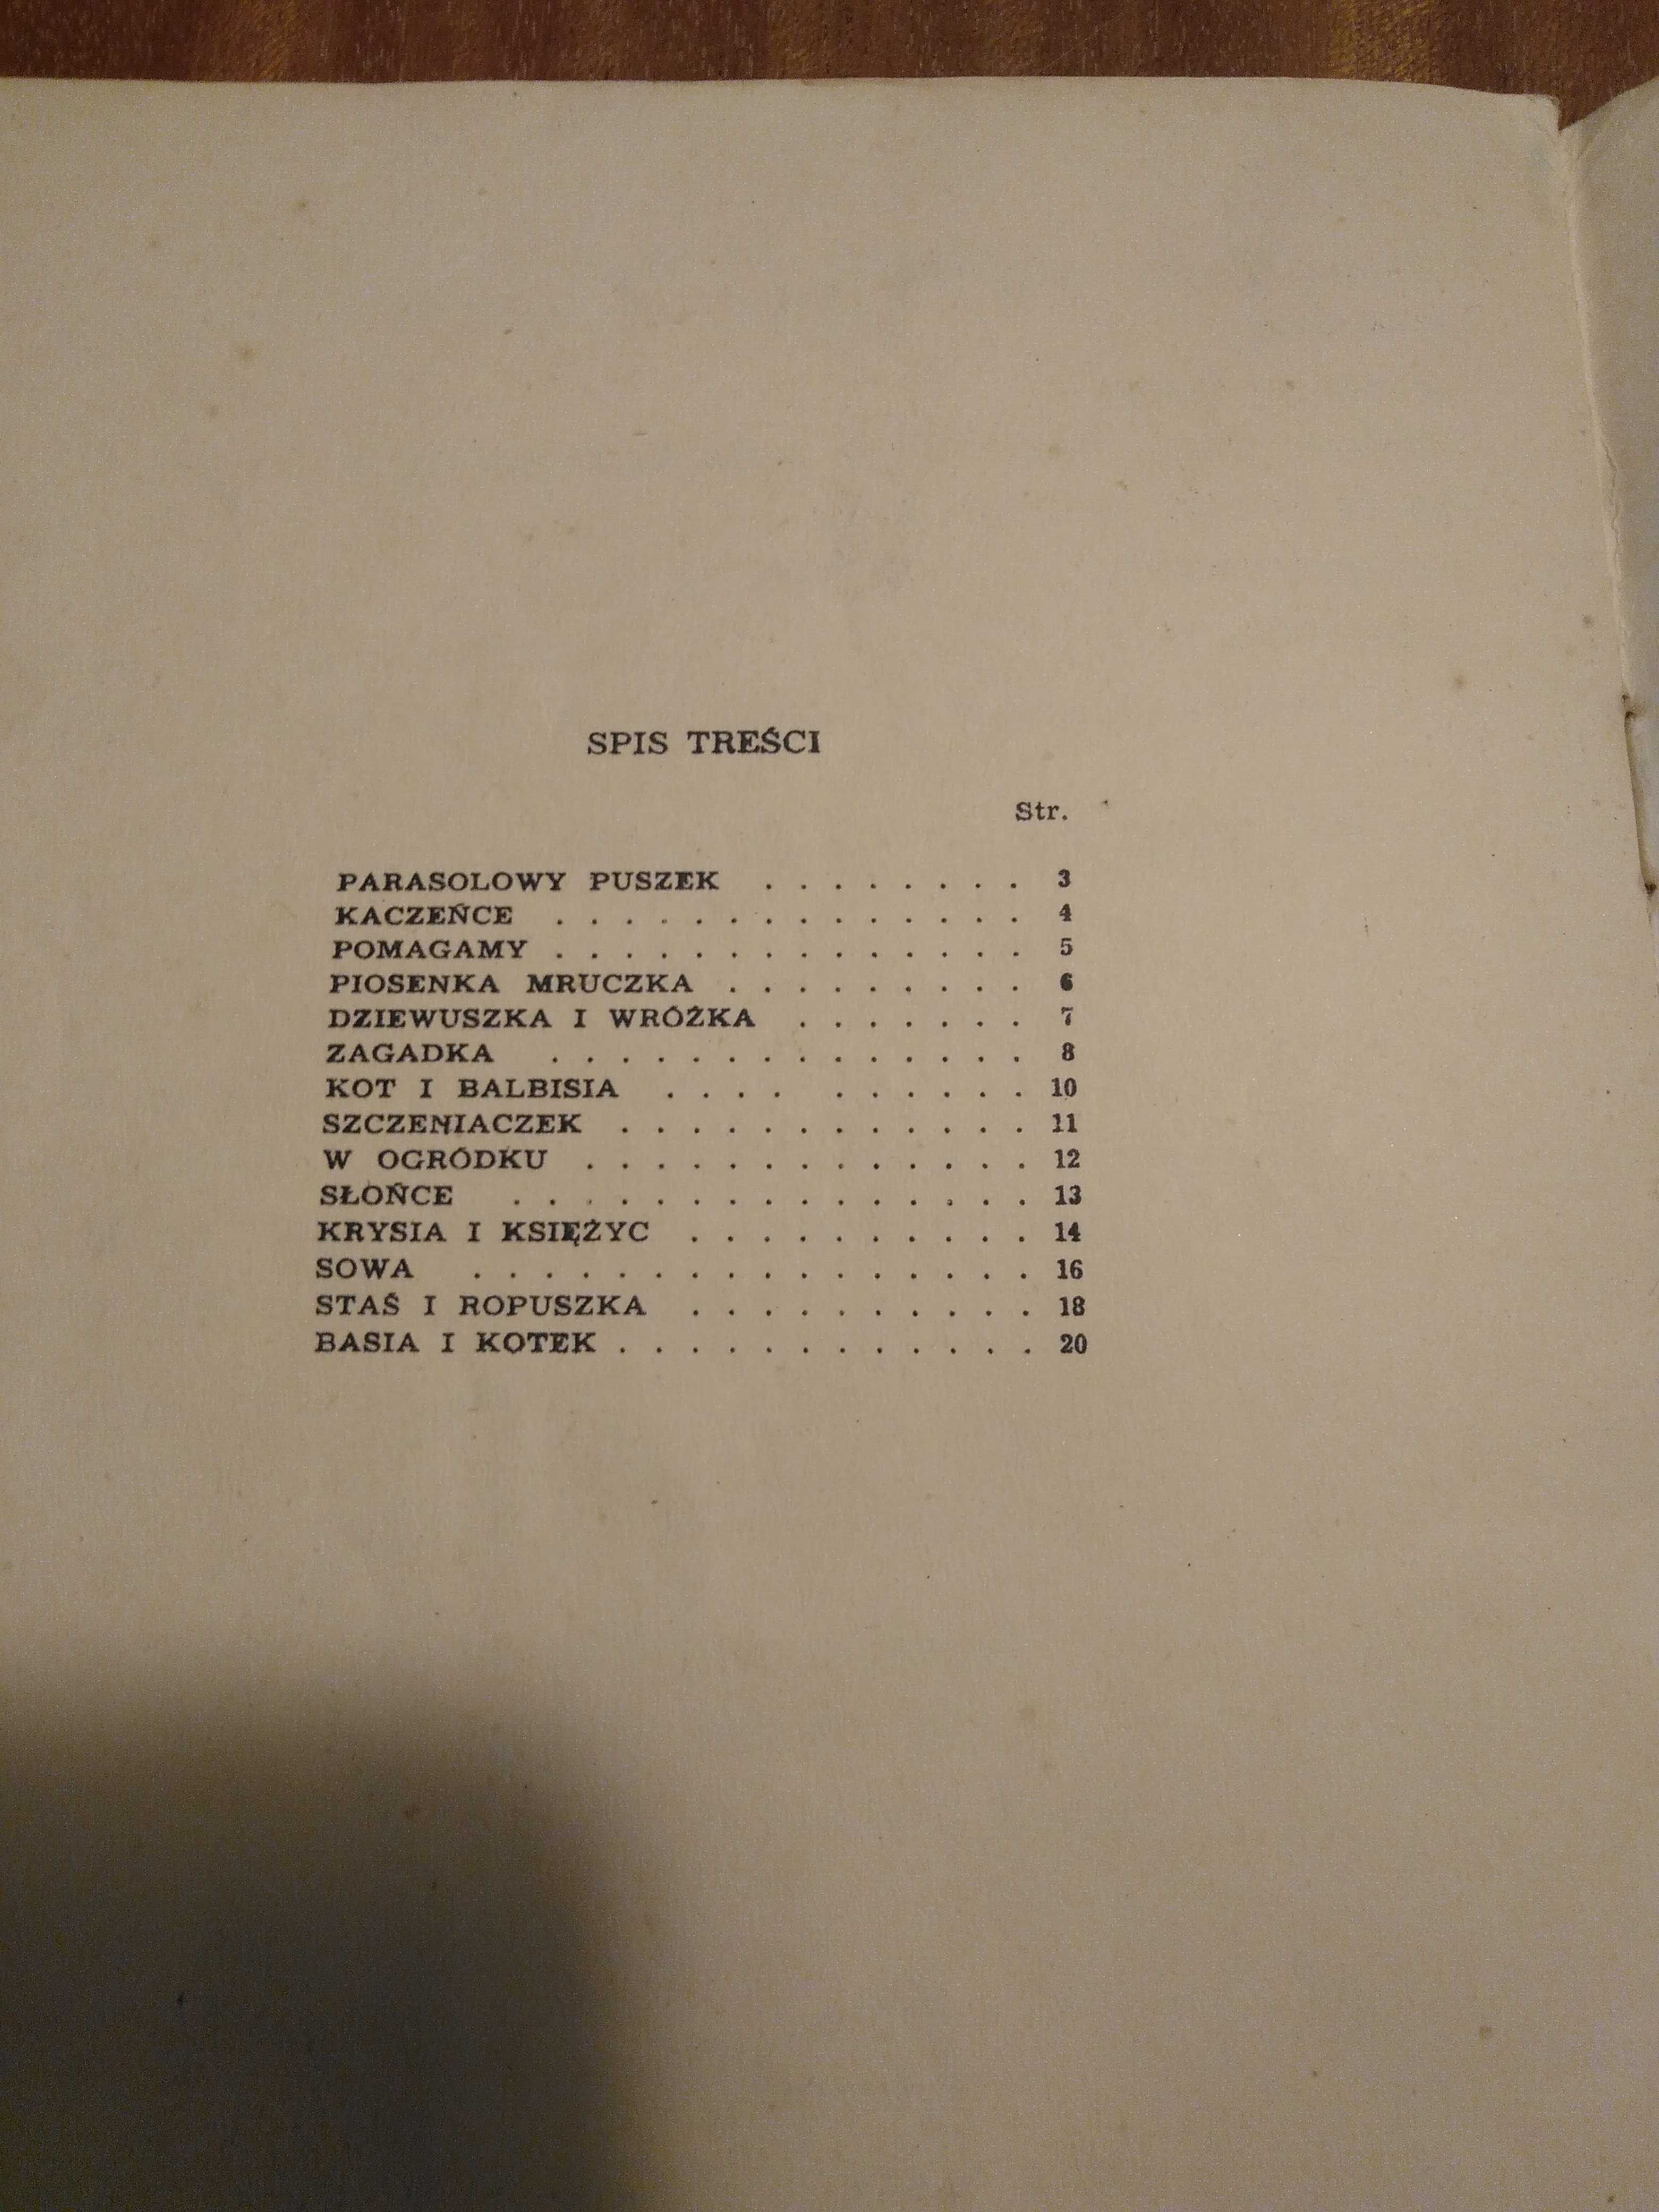 SPIS TREŚCI
Str.
PARASOLOWY PUSZEK . . . . . . . . 3
KACZEŃCE . . . . . . . . . . . . . . 4
POMAGAMY . . . . . . . . . . . . . . 5
PIOSENKA MRUCZKA . . . . . . . . . 6
DZIEWUSZKA I WRÓŻKA . . . . . . . 7
ZAGADKA . . . . . . . . . . . . . . 8
KOT I BALBISIA . . . . . . . . . . 10
SZCZENIACZEK . . . . . . . . . . . . 11
W OGRÓDKU . . . . . . . . . . . . . 12
SŁOŃCE . . . . . . . . . . . . . . . 13
KRYSIA I KSIĘŻYC . . . . . . . . . . 14
SOWA . . . . . . . . . . . . . . . . 16
STAŚ I ROPUSZKA . . . . . . . . . . 18
BASIA I KOTEK . . . . . . . . . . . . 20